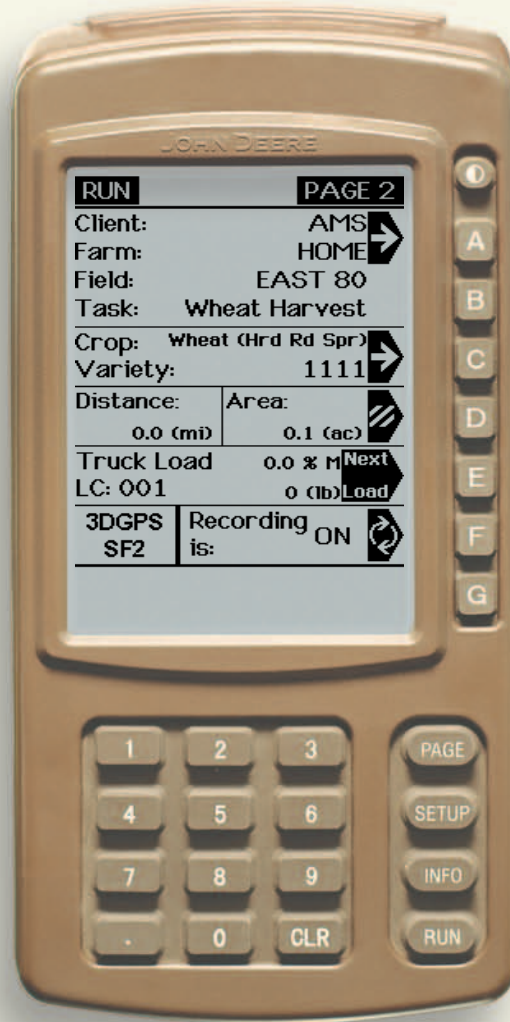 JOHN DEERE
RUN PAGE 2
Client: AMS
Farm: HOME
Field: EAST 80
Task: Wheat Harvest
Crop: Wheat (Hrd Rd Spr)
Variety: 1111
Distance: Area:
0.0 (mi) 0.1 (ac)
Truck Load 0.0 % M Next
LC: 001 0 (lb) Load
3DGPS Recording ON
SF2 is:
A
B
C
D
E
F
G
1 2 3 PAGE
4 5 6 SETUP
7 8 9 INFO
. 0 CLR RUN